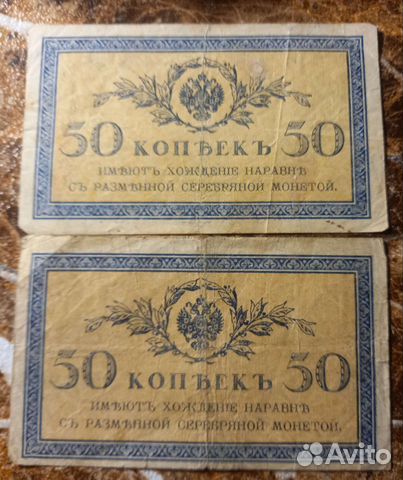 50 КОПѢЕКЪ 50
ИМѢЮТЪ ХОЖДЕНІЕ НАРАВНѢ
СЪ РАЗМѢННОЙ СЕРЕБРЯНОЙ МОНЕТОЙ.
50 КОПѢЕКЪ 50
ИМѢЮТЪ ХОЖДЕНІЕ НАРАВНѢ
СЪ РАЗМѢННОЙ СЕРЕБРЯНОЙ МОНЕТОЙ.
Avito